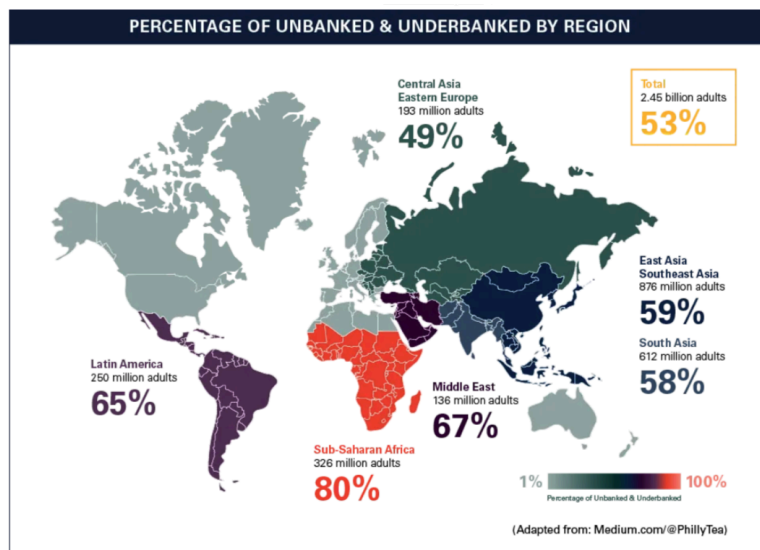 PERCENTAGE OF UNBANKED & UNDERBANKED BY REGION
Central Asia
Eastern Europe
193 million adults
49%
Total
2.45 billion adults
53%
East Asia
Southeast Asia
876 million adults
59%
South Asia
612 million adults
58%
Latin America
250 million adults
65%
Middle East
136 million adults
67%
Sub-Saharan Africa
326 million adults
80%
1% 100%
Percentage of Unbanked & Underbanked
(Adapted from: Medium.com/@PhillyTea)